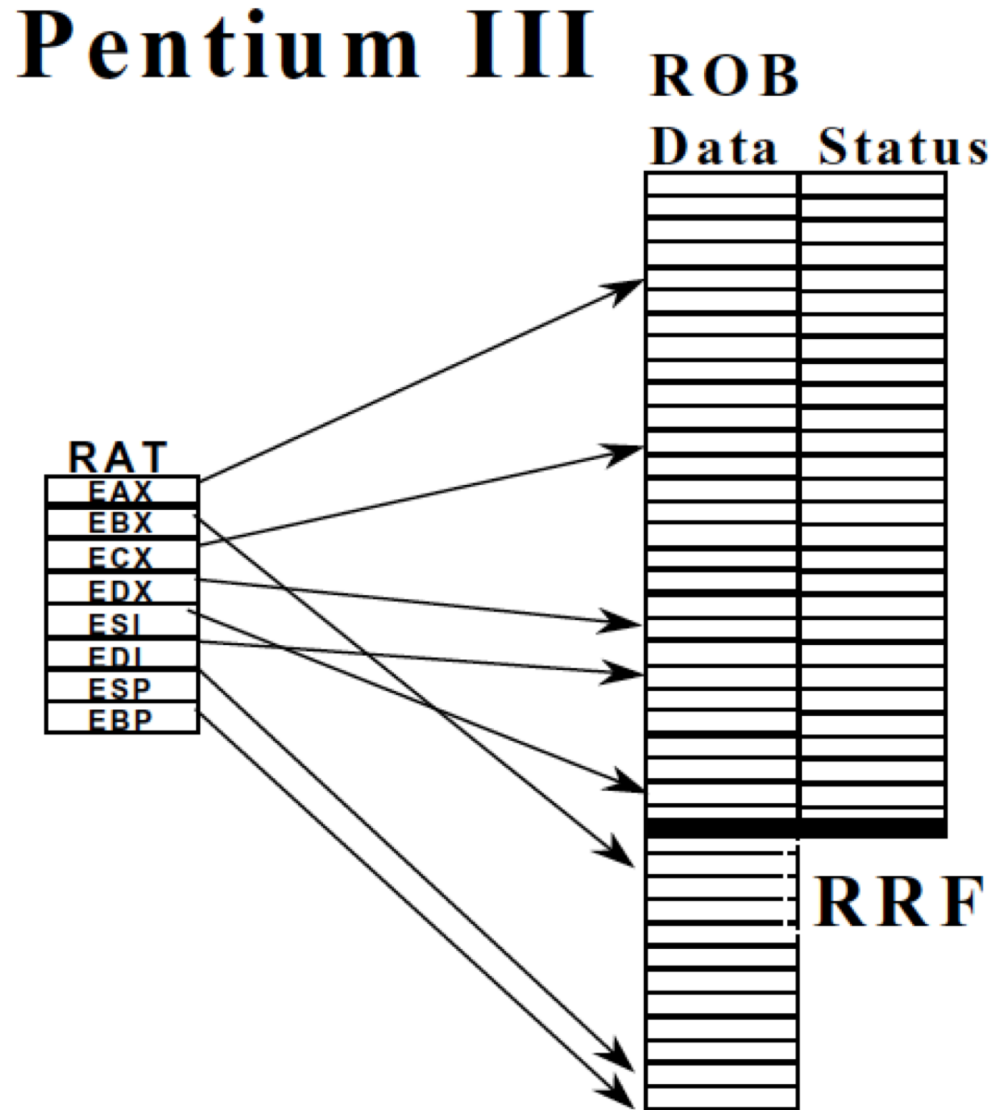 Pentium III
ROB
Data Status
RAT
EAX
EBX
ECX
EDX
ESI
EDI
ESP
EBP
RRF